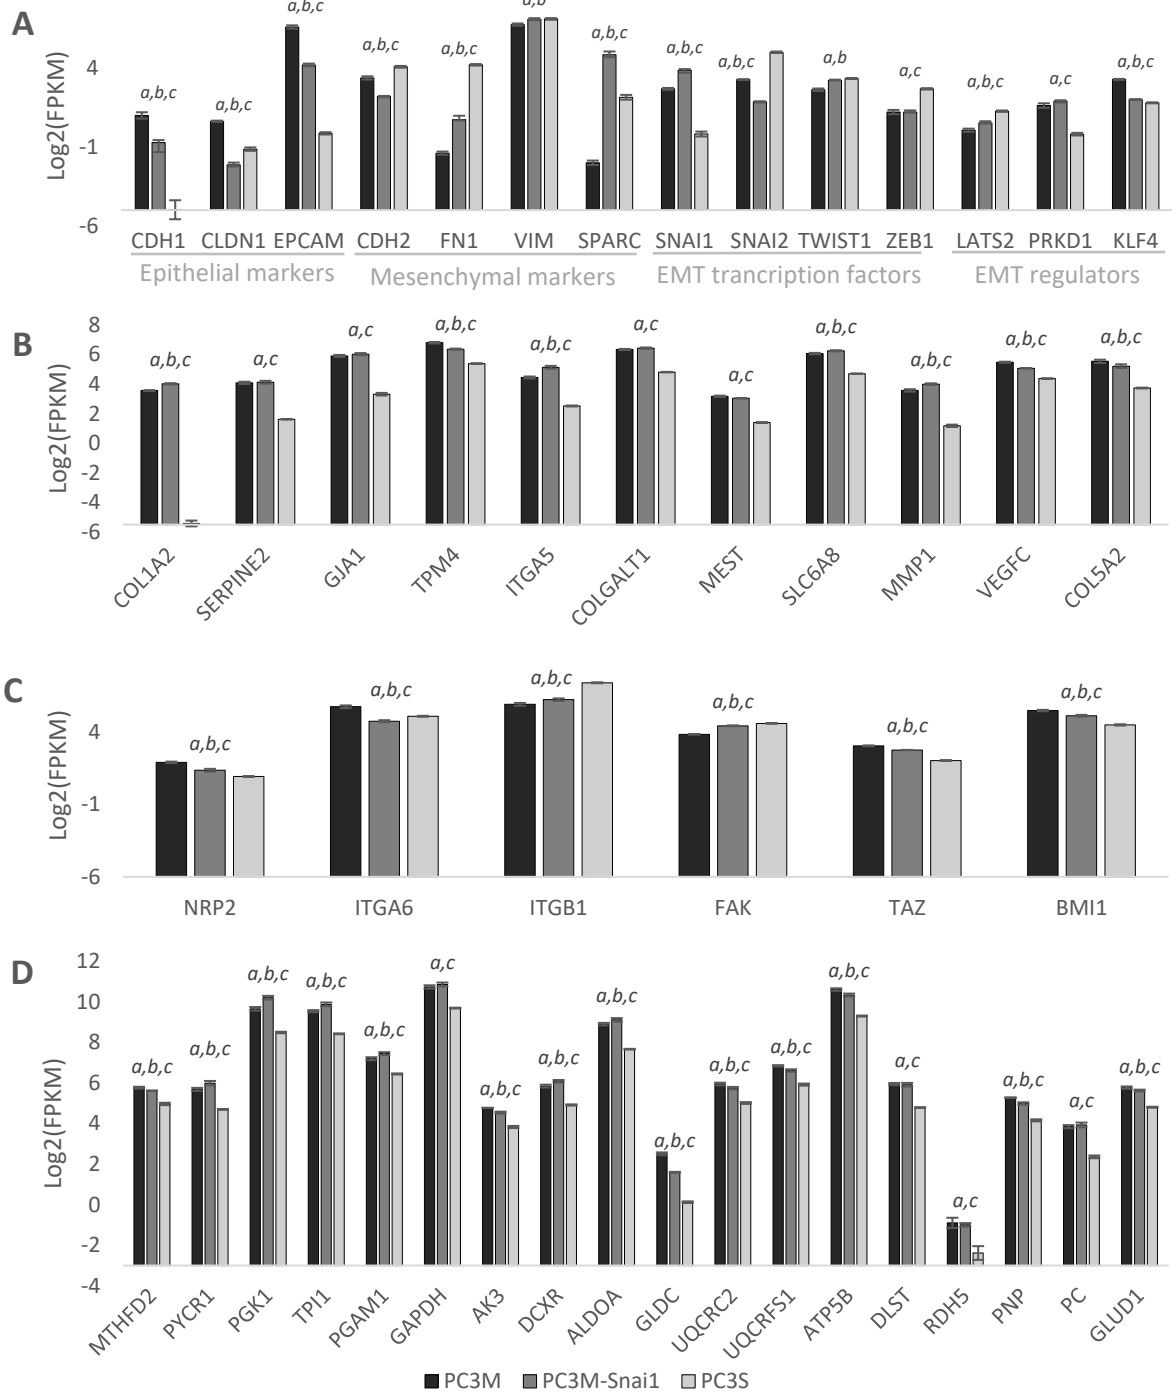 a,b
A
a,b,c
Log2(FPKM)
4
-1
-6
a,b,c
a,b,c
a,b,c
a,b,c
a,b,c
a,b,c
a,b,c
a,b
a,c
a,b,c
a,b,c
a,b,c
CDH1 CLDN1 EPCAM CDH2 FN1 VIM SPARC SNAI1 SNAI2 TWIST1 ZEB1 LATS2 PRKD1 KLF4
Epithelial markers Mesenchymal markers EMT trancription factors EMT regulators
B
Log2(FPKM)
8
6
4
2
0
-2
-4
-6
a,b,c
a,c
a,c
a,b,c
a,b,c
a,c
a,c
a,b,c
a,b,c
a,b,c
a,b,c
COL1A2 SERPINE2 GJA1 TPM4 ITGA5 COLGALT1 MEST SLC6A8 MMP1 VEGFC COL5A2
C
Log2(FPKM)
4
-1
-6
a,b,c
a,b,c
a,b,c
a,b,c
a,b,c
a,b,c
NRP2 ITGA6 ITGB1 FAK TAZ BMI1
D
Log2(FPKM)
12
10
8
6
4
2
0
-2
-4
a,b,c
a,b,c
a,b,c
a,b,c
a,b,c
a,c
a,b,c
a,b,c
a,b,c
a,b,c
a,b,c
a,b,c
a,b,c
a,c
a,c
a,b,c
a,c
a,b,c
MTHFD2 PYCR1 PGK1 TPI1 PGAM1 GAPDH AK3 DCXR ALDOA GLDC UQCRC2 UQCRFS1 ATP5B DLST RDH5 PNP PC GLUD1
PC3M PC3M-Snai1 PC3S